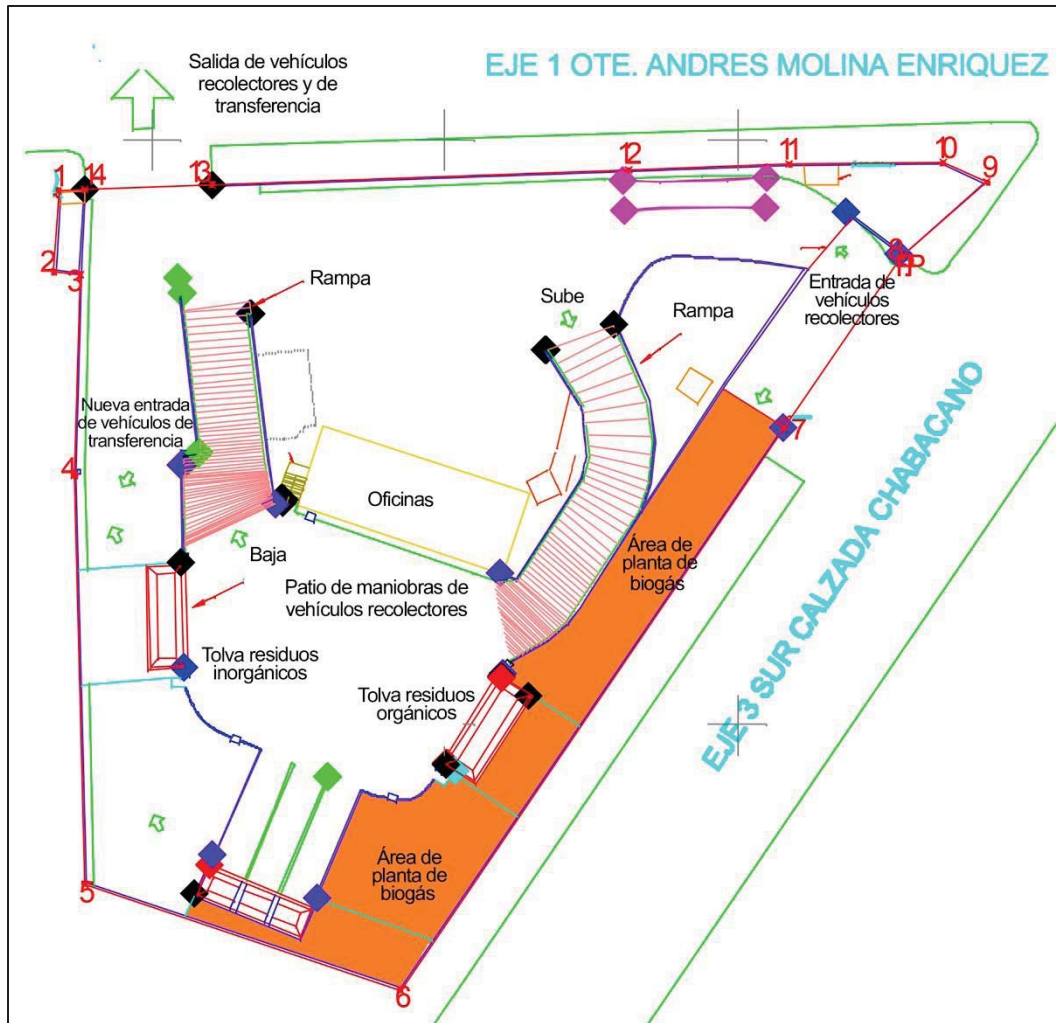 Salida de vehículos
recolectores y de
transferencia
EJE 1 OTE. ANDRES MOLINA ENRIQUEZ
1
14
13
12
11
10
9
2
3
Rampa
Sube
Rampa
Entrada de
vehículos
recolectores
Nueva entrada
de vehículos de
transferencia
7
4
Oficinas
Baja
Patio de maniobras de
vehículos recolectores
Área de
planta de
biogás
EJE 3 SUR CALZADA CHABACANO
Tolva residuos
inorgánicos
Tolva residuos
orgánicos
Área de
planta de
biogás
5
6